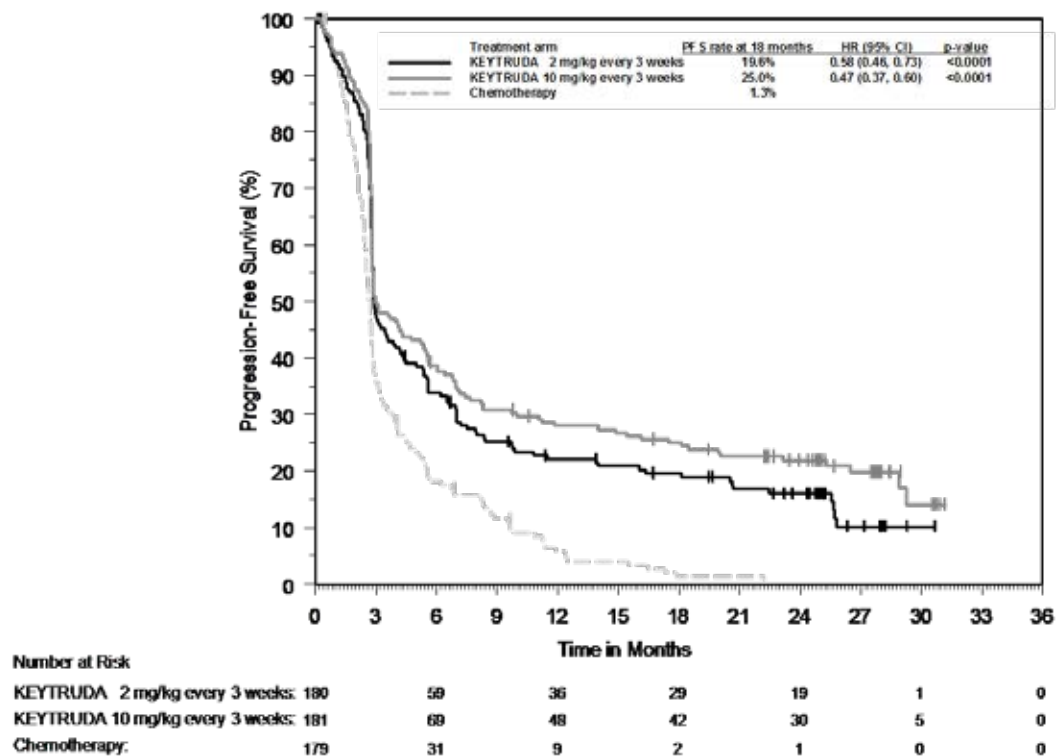 Treatment arm PFS rate at 18 months HR (95% CI) p-value
KEYTRUDA 2 mg/kg every 3 weeks 19.6% 0.58 (0.46, 0.73) <0.0001
KEYTRUDA 10 mg/kg every 3 weeks 25.0% 0.47 (0.37, 0.60) <0.0001
Chemotherapy 1.3%
Progression-Free Survival (%)
100
90
80
70
60
50
40
30
20
10
0
0 3 6 9 12 15 18 21 24 27 30 33 36
Time in Months
Number at Risk
KEYTRUDA 2 mg/kg every 3 weeks: 180 59 36 29 19 1 0
KEYTRUDA 10 mg/kg every 3 weeks: 181 69 48 42 30 5 0
Chemotherapy: 179 31 9 2 1 0 0